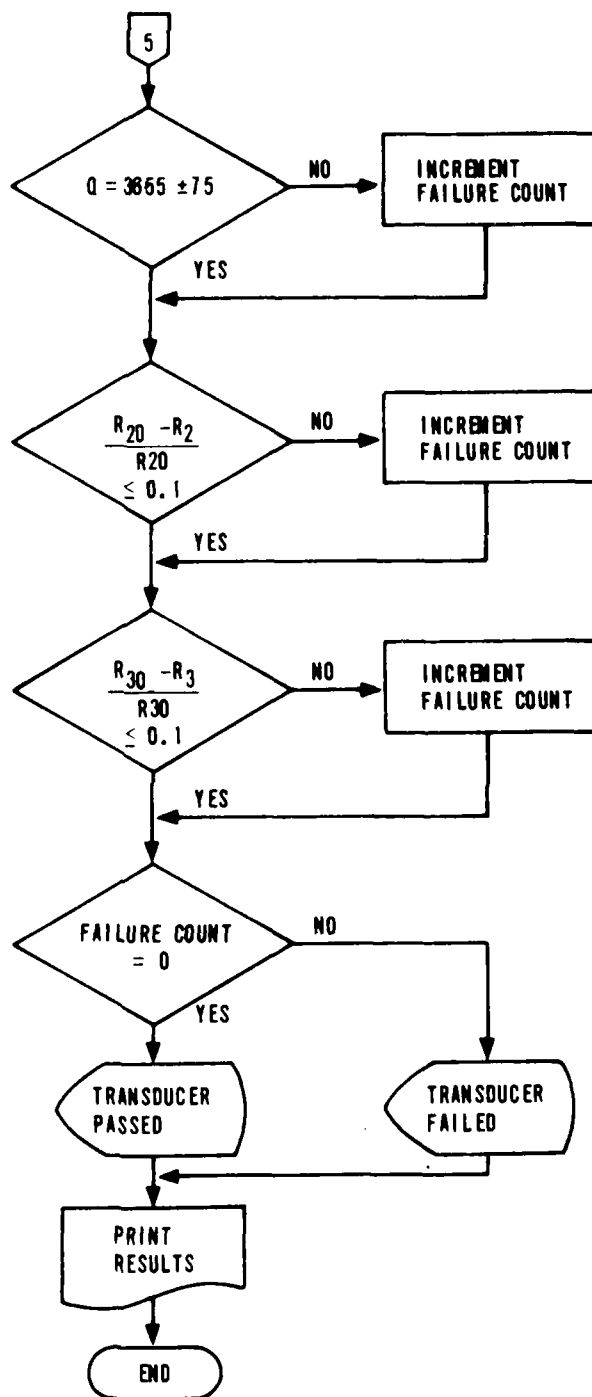 5
α = 3665 ±75
NO
INCREMENT
FAILURE COUNT
YES
R20 -R2
R20
≤ 0.1
NO
INCREMENT
FAILURE COUNT
YES
R30 -R3
R30
≤ 0.1
NO
INCREMENT
FAILURE COUNT
YES
FAILURE COUNT
= 0
NO
YES
TRANSDUCER
PASSED
TRANSDUCER
FAILED
PRINT
RESULTS
END